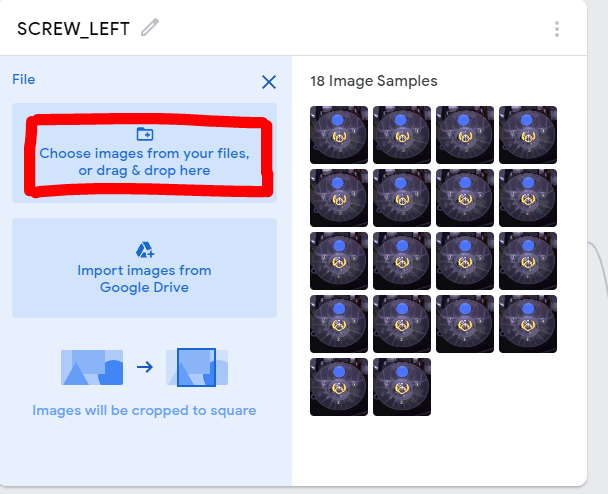 SCREW_LEFT
File
Choose images from your files,
or drag & drop here
Import images from
Google Drive
Images will be cropped to square
18 Image Samples